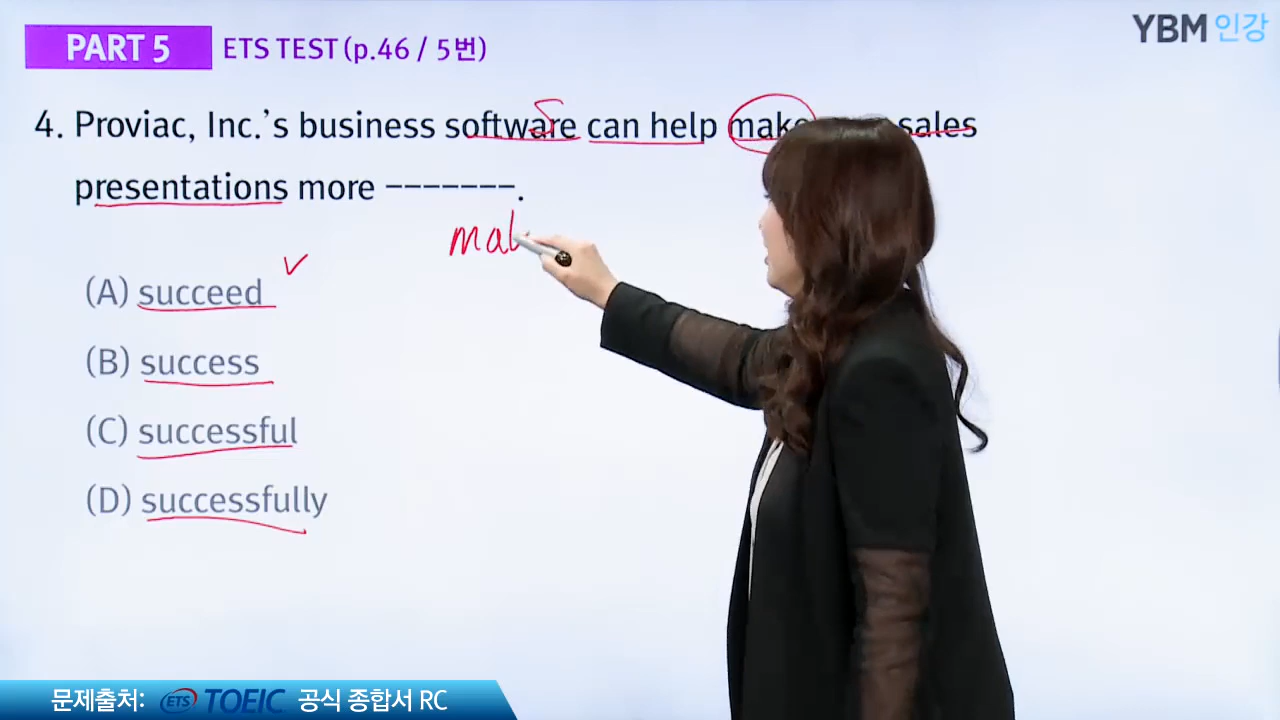 PART 5 ETS TEST (p.46 / 5번)
YBM 인강
4. Proviac, Inc.’s business software can help make sales
presentations more -------.
(A) succeed
(B) success
(C) successful
(D) successfully
문제출처: ETS TOEIC 공식 종합서 RC